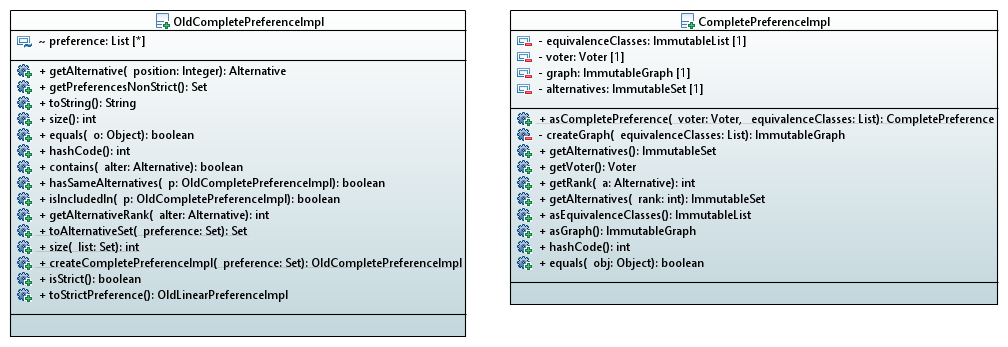 OldCompletePreferenceImpl
~ preference: List [*]
+ getAlternative( position: Integer): Alternative
+ getPreferencesNonStrict(): Set
+ toString(): String
+ size(): int
+ equals( o: Object): boolean
+ hashCode(): int
+ contains( alter: Alternative): boolean
+ hasSameAlternatives( p: OldCompletePreferenceImpl): boolean
+ isIncludedIn( p: OldCompletePreferenceImpl): boolean
+ getAlternativeRank( alter: Alternative): int
+ toAlternativeSet( preference: Set): Set
+ size( list: Set): int
+ createCompletePreferenceImpl( preference: Set): OldCompletePreferenceImpl
+ isStrict(): boolean
+ toStrictPreference(): OldLinearPreferenceImpl
CompletePreferenceImpl
- equivalenceClasses: ImmutableList [1]
- voter: Voter [1]
- graph: ImmutableGraph [1]
- alternatives: ImmutableSet [1]
+ asCompletePreference( voter: Voter, equivalenceClasses: List): CompletePreference
- createGraph( equivalenceClasses: List): ImmutableGraph
+ getAlternatives(): ImmutableSet
+ getVoter(): Voter
+ getRank( a: Alternative): int
+ getAlternatives( rank: int): ImmutableSet
+ asEquivalenceClasses(): ImmutableList
+ asGraph(): ImmutableGraph
+ hashCode(): int
+ equals( obj: Object): boolean